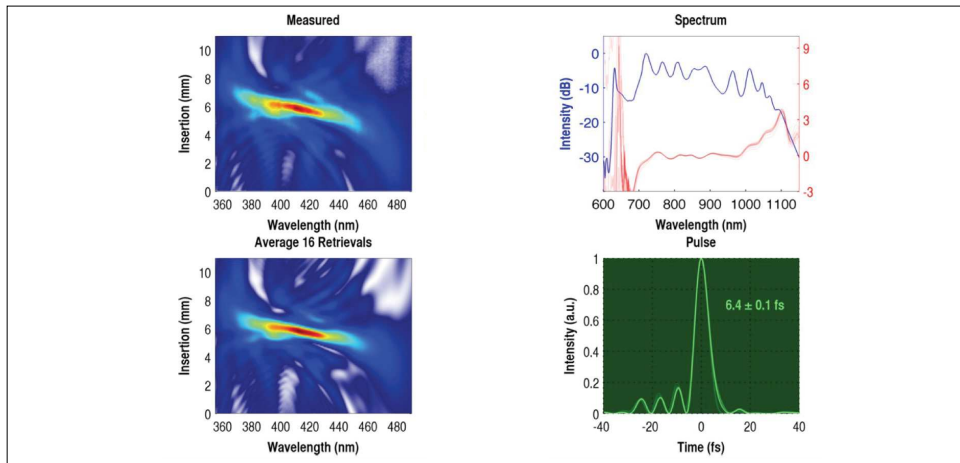 Measured
Insertion (mm)
10
8
6
4
2
0
360 380 400 420 440 460 480
Wavelength (nm)
Spectrum
Intensity (dB)
0
-10
-20
-30
9
6
3
0
-3
600 700 800 900 1000 1100
Wavelength (nm)
Average 16 Retrievals
Insertion (mm)
10
8
6
4
2
0
360 380 400 420 440 460 480
Wavelength (nm)
Pulse
Intensity (a.u.)
1
0.8
0.6
0.4
0.2
0
6.4 ± 0.1 fs
-40 -20 0 20 40
Time (fs)